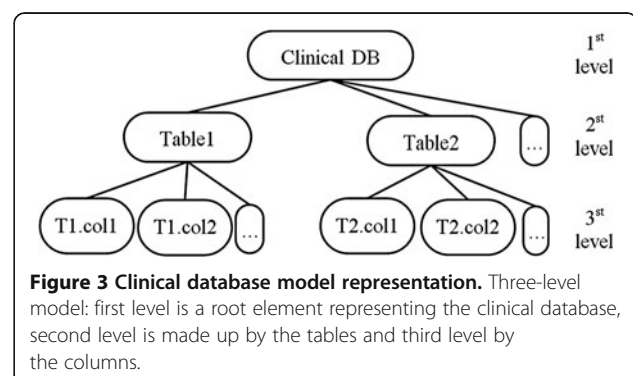 Clinical DB
1st
level
Table1
Table2
...
2st
level
T1.col1
T1.col2
...
T2.col1
T2.col2
...
3st
level
Figure 3 Clinical database model representation. Three-level
model: first level is a root element representing the clinical database,
second level is made up by the tables and third level by
the columns.